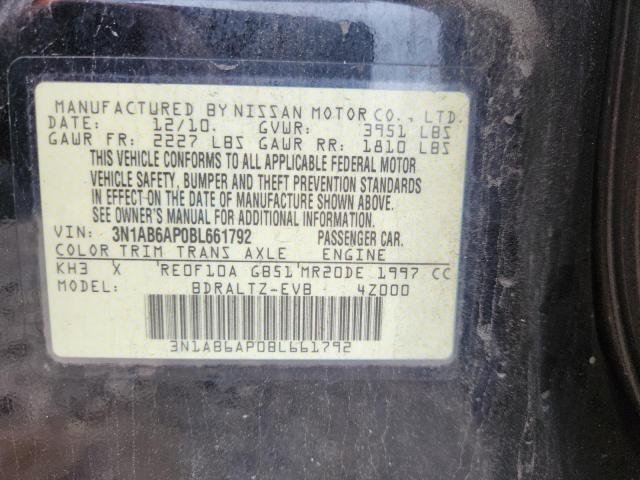 MANUFACTURED BY NISSAN MOTOR CO., LTD.
DATE: 12/10. GVWR: 3951 LBS
GAWR FR: 2227 LBS GAWR RR: 1810 LBS
THIS VEHICLE CONFORMS TO ALL APPLICABLE FEDERAL MOTOR
VEHICLE SAFETY, BUMPER AND THEFT PREVENTION STANDARDS
IN EFFECT ON THE DATE OF MANUFACTURE SHOWN ABOVE.
SEE OWNER'S MANUAL FOR ADDITIONAL INFORMATION.
VIN: 3N1AB6AP0BL661792 PASSENGER CAR.
COLOR TRIM TRANS AXLE ENGINE
KH3 X 'RE0F10A GB51'MR20DE 1997 CC
MODEL: BDRALTZ-EVB 4Z000
3N1AB6AP0BL661792